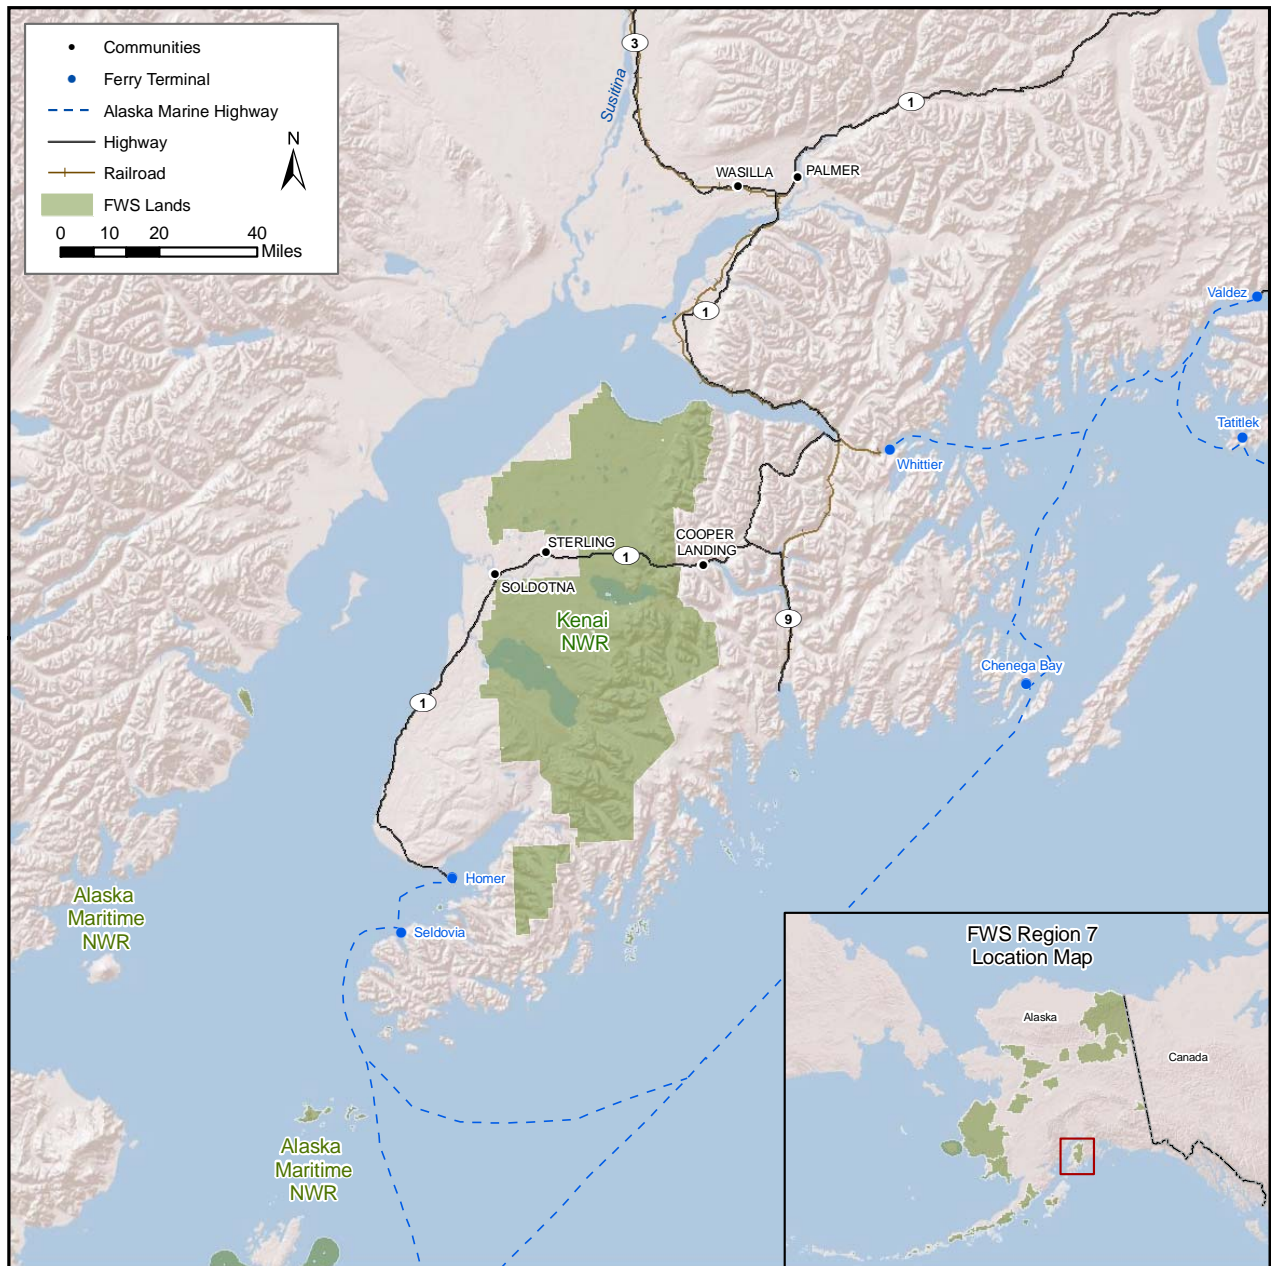 Communities
Ferry Terminal
Alaska Marine Highway
Highway
Railroad
FWS Lands
N
0 10 20 40
Miles
3
Susitina
1
WASILLA
PALMER
1
Valdez
Tatitlek
Whittier
STERLING
1
COOPER
LANDING
SOLDOTNA
Kenai
NWR
9
Chenega Bay
1
Homer
Seldovia
Alaska
Maritime
NWR
Alaska
Maritime
NWR
FWS Region 7
Location Map
Alaska
Canada